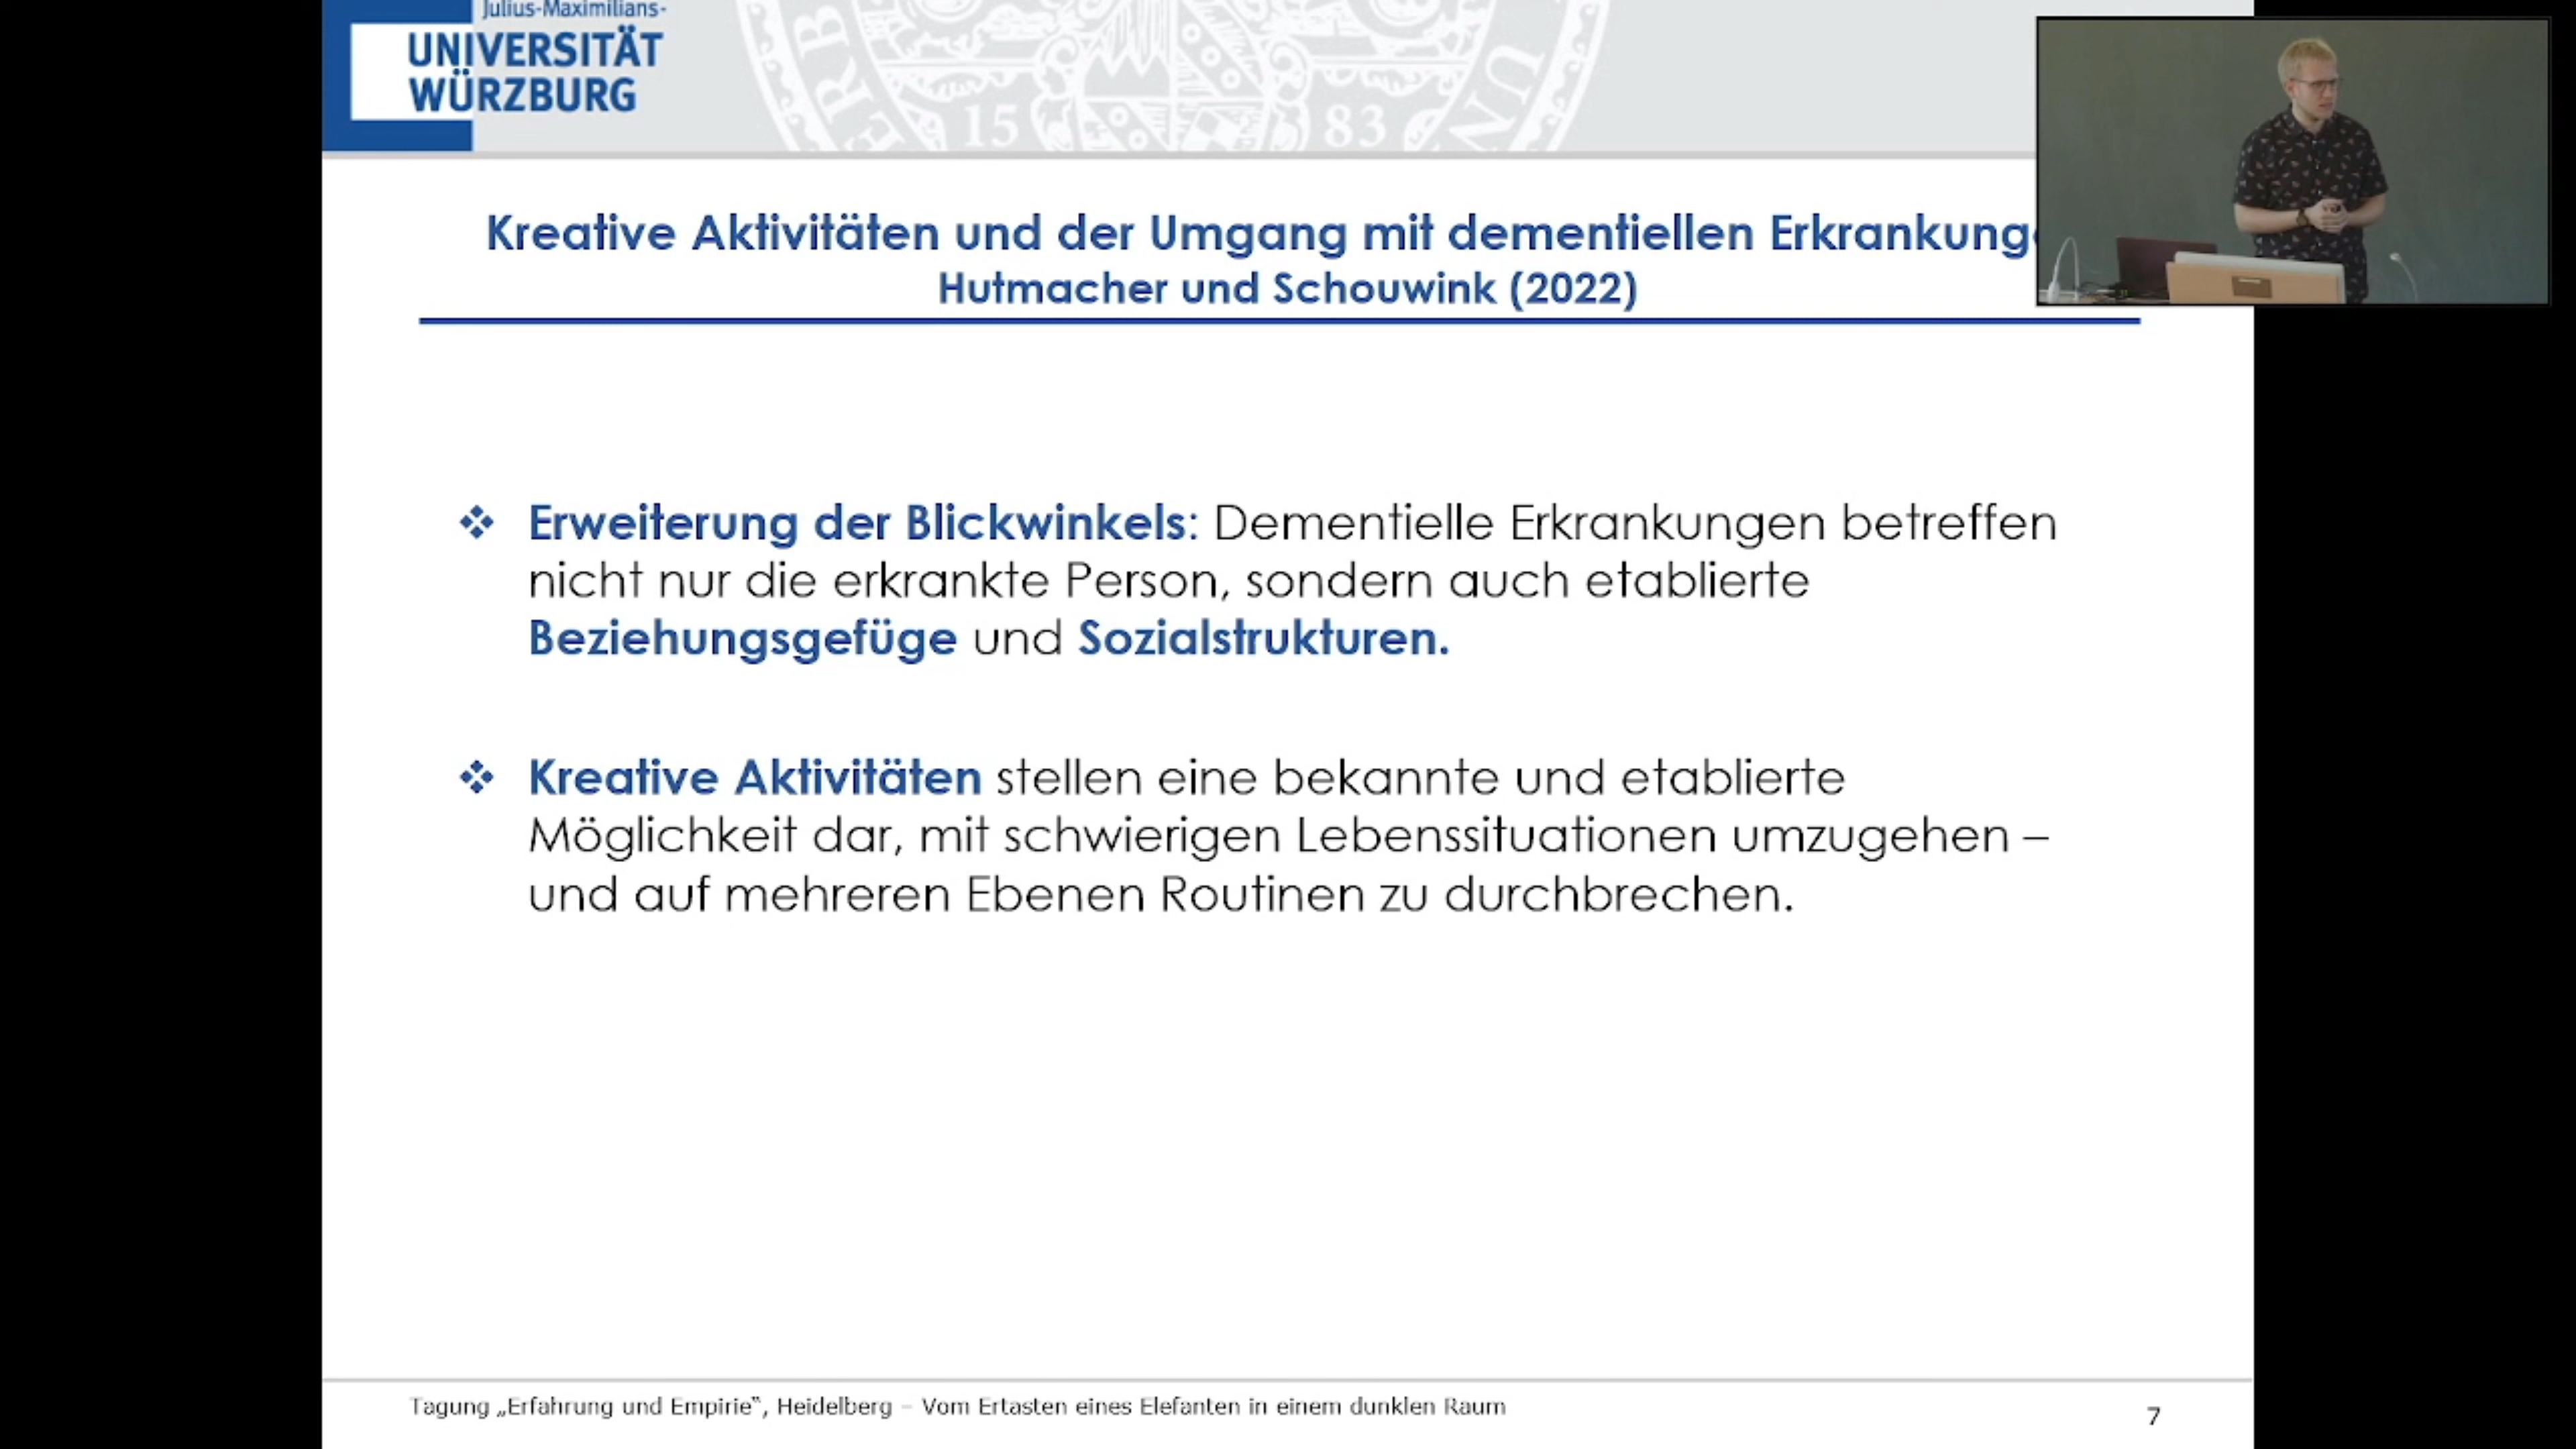 Julius-Maximilians-
UNIVERSITÄT
WÜRZBURG
15 83
Kreative Aktivitäten und der Umgang mit dementiellen
Hutmacher und Schouwink (2022)
❖ Erweiterung der Blickwinkels: Dementielle Erkrankungen betreffen
nicht nur die erkrankte Person, sondern auch etablierte
Beziehungsgefüge und Sozialstrukturen.
❖ Kreative Aktivitäten stellen eine bekannte und etablierte
Möglichkeit dar, mit schwierigen Lebenssituationen umzugehen –
und auf mehreren Ebenen Routinen zu durchbrechen.
Tagung „Erfahrung und Empirie“, Heidelberg – Vom Ertasten eines Elefanten in einem dunklen Raum
7